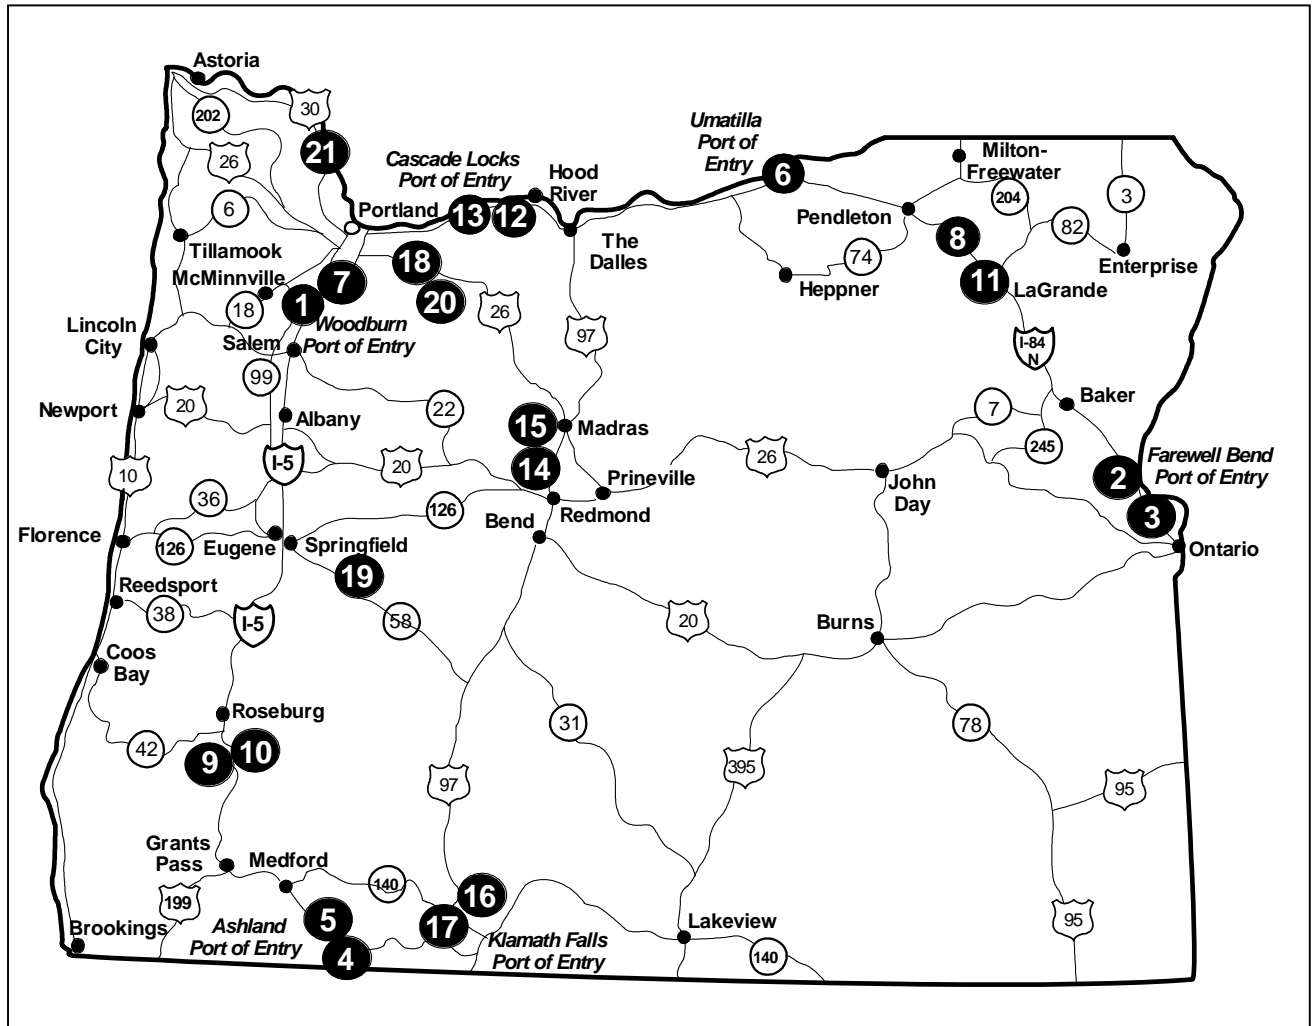 Astoria
30
202
21
26
Cascade Locks
Port of Entry
Hood
River
Umatilla
Port of
Entry
6
Milton-
Freewater
6
Portland
13
12
Pendleton
204
3
82
Tillamook
The
Dalles
8
74
Enterprise
McMinnville
7
18
20
Heppner
11
LaGrande
18
1
Woodburn
Port of Entry
26
97
Lincoln
City
Salem
I-84
N
99
Newport
20
Albany
22
15
Madras
7
Baker
245
10
I-5
20
14
Prineville
26
John
Day
2
Farewell Bend
Port of Entry
3
36
126
Redmond
Florence
126
Eugene
Springfield
Bend
Ontario
Reedsport
19
38
I-5
58
20
Burns
Coos
Bay
Roseburg
31
78
42
9
10
97
395
95
Grants
Pass
Medford
140
16
199
Ashland
Port of Entry
5
17
95
Brookings
4
Klamath Falls
Port of Entry
Lakeview
140